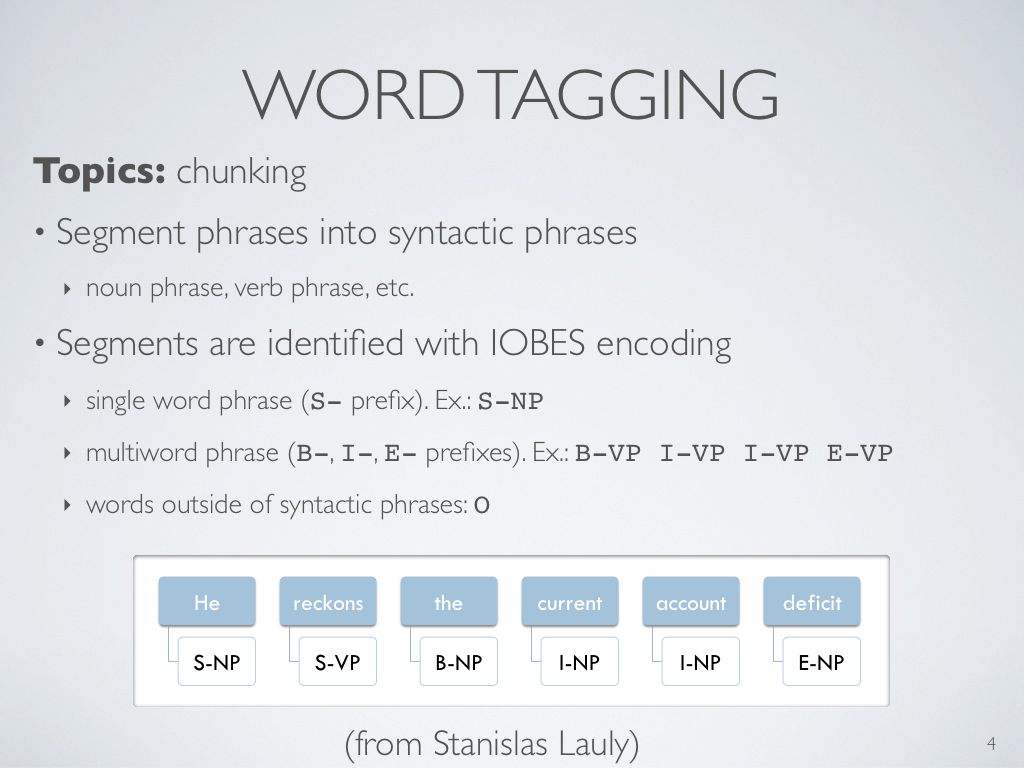 WORD TAGGING
Topics: chunking
• Segment phrases into syntactic phrases
‣ noun phrase, verb phrase, etc.
• Segments are identified with IOBES encoding
‣ single word phrase (S- prefix). Ex.: S-NP
‣ multiword phrase (B-, I-, E- prefixes). Ex.: B-VP I-VP I-VP E-VP
‣ words outside of syntactic phrases: O
He reckons the current account deficit
S-NP S-VP B-NP I-NP I-NP E-NP
(from Stanislas Lauly)
4